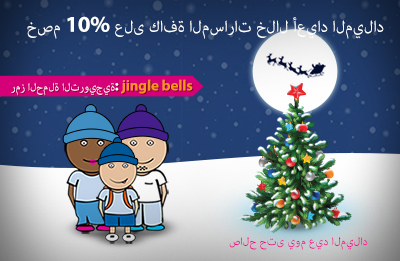 خصم 10% على كافة المسارات خلال أعياد الميلاد
رمز الحملة الترويجية: jingle bells
صالح حتى يوم عيد الميلاد